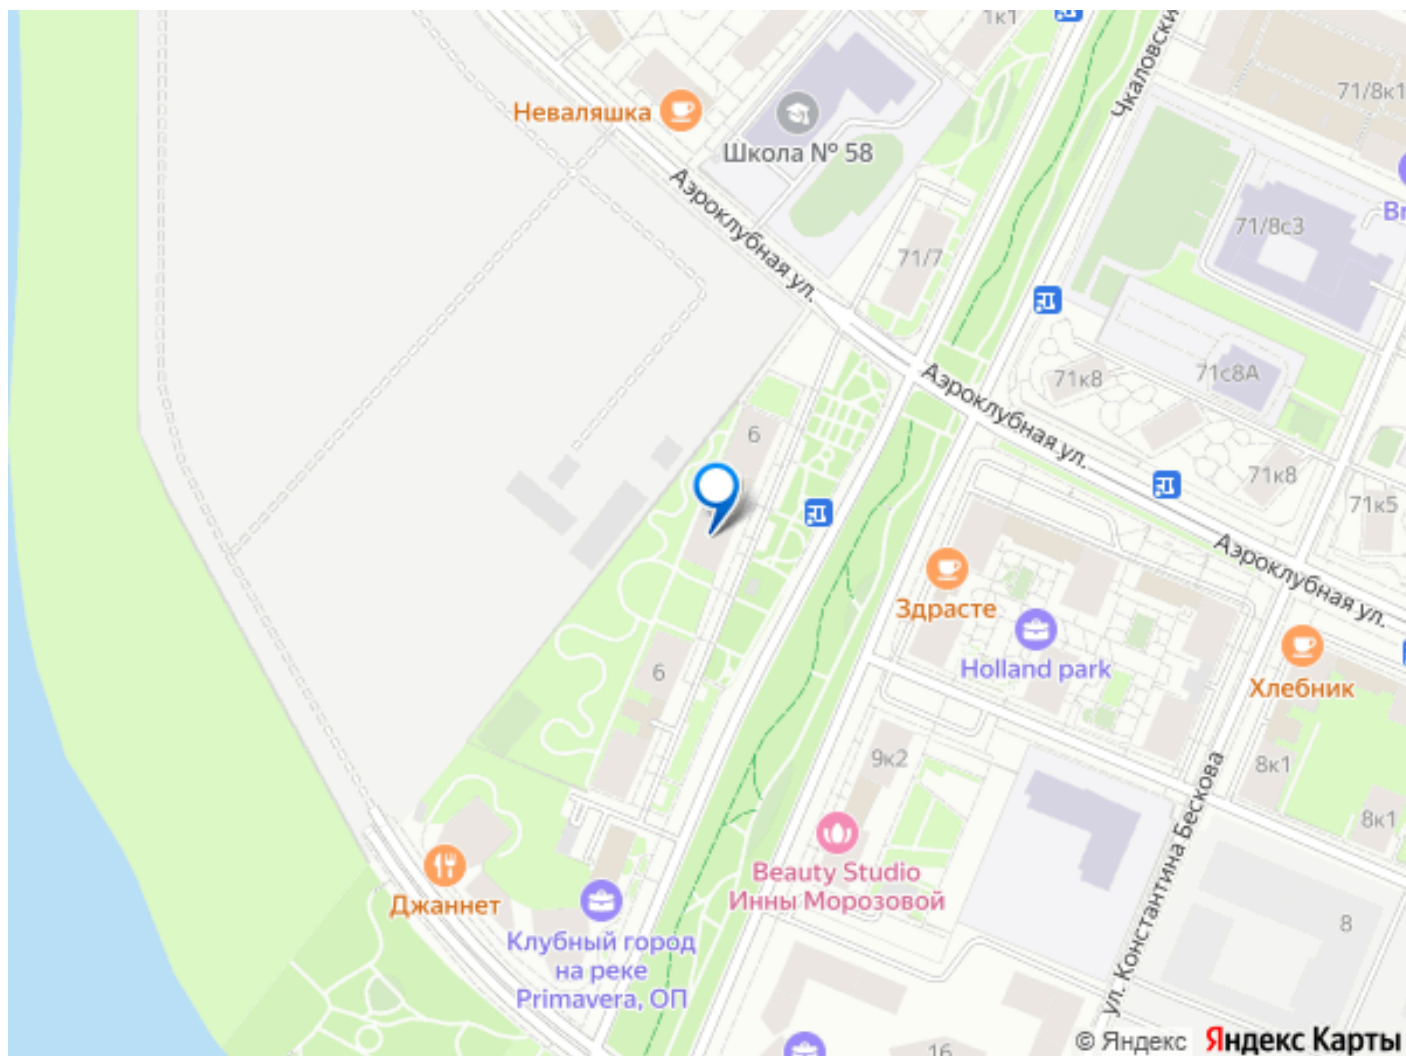 1к1
Чкаловски
71/8к1
Неваляшка
Школа № 58
Аэроклубная ул.
Br
71/8с3
71/7
Аэроклубная ул.
71к8
71с8А
6
71к8
71к5
Аэроклубная ул.
Здрасте
Holland park
6
Хлебник
9к2
8к1
8к1
ул. Константина Бескова
Beauty Studio
Инны Морозовой
Джаннет
Клубный город
на реке
Primavera, ОП
8
16
© Яндекс Яндекс Карты